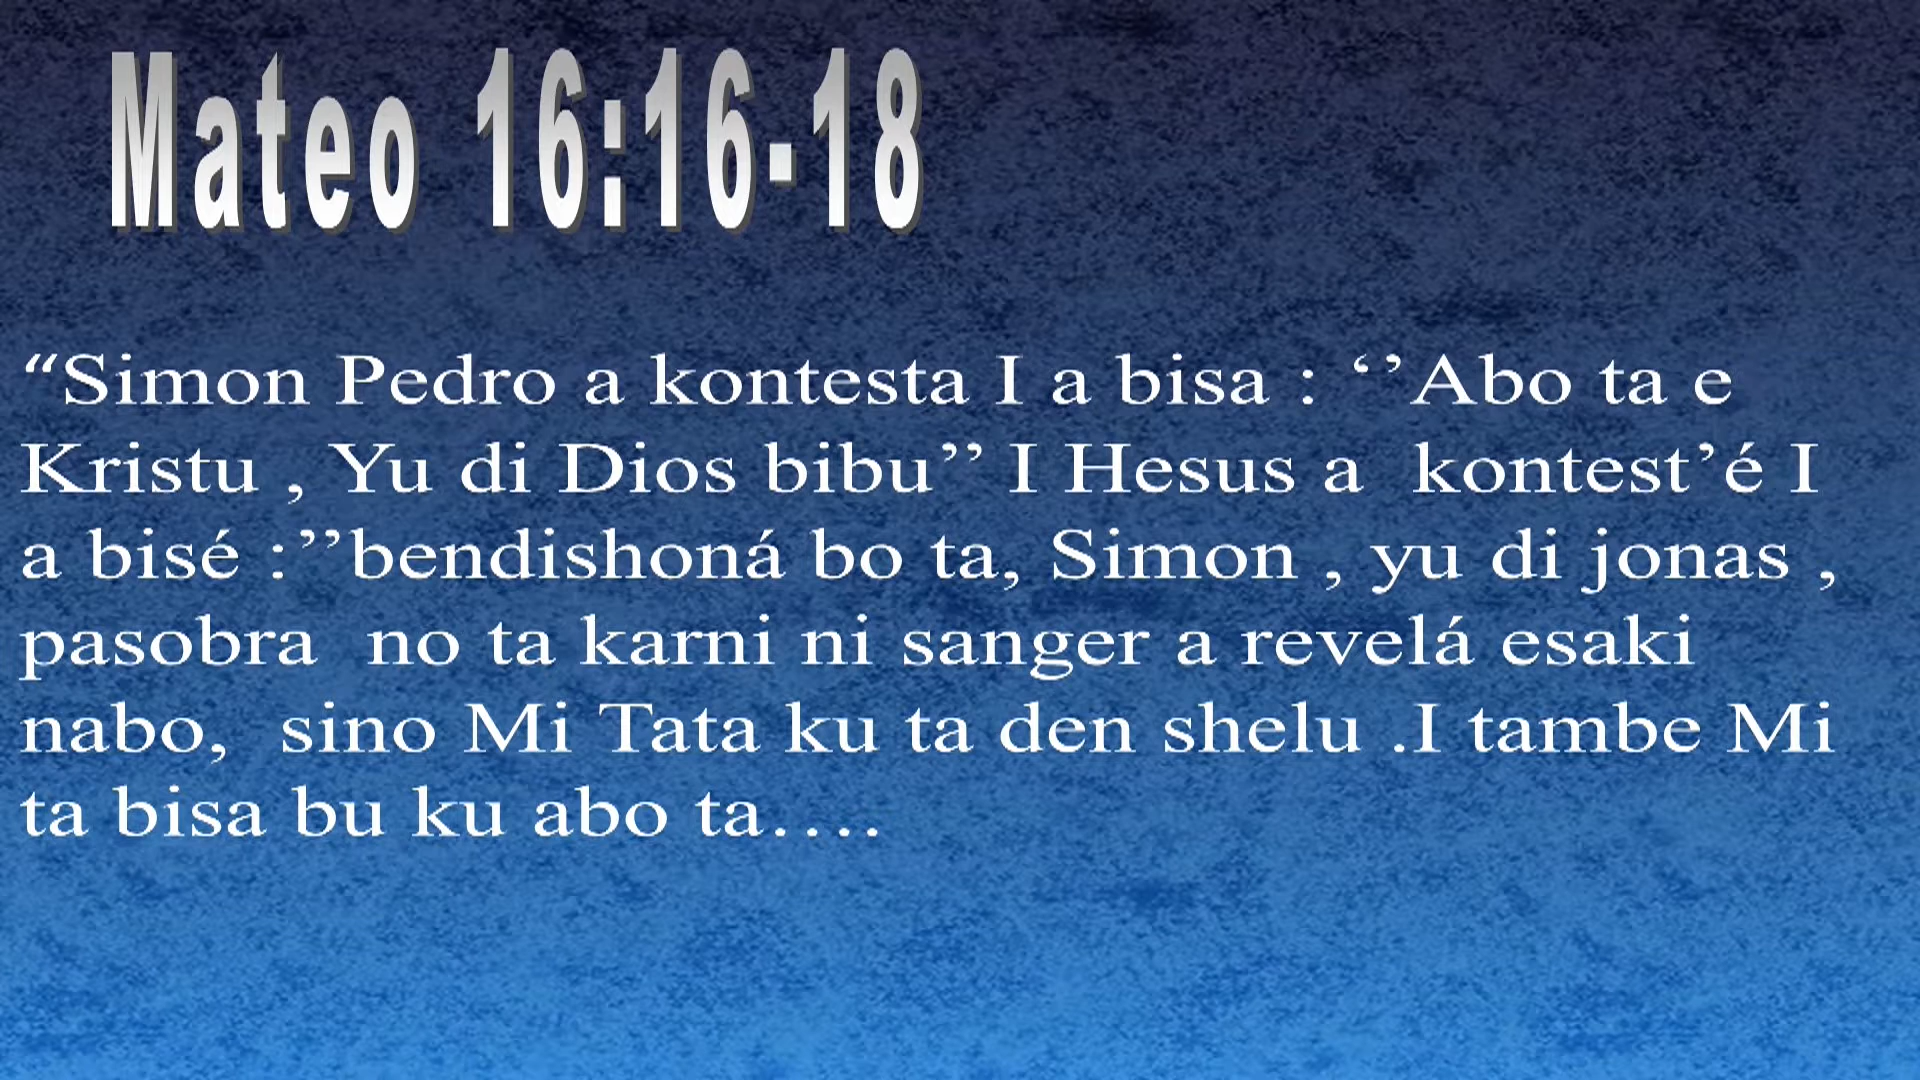 Mateo 16:16-18
“Simon Pedro a kontesta I a bisa : ‘’Abo ta e
Kristu , Yu di Dios bibu’’ I Hesus a  kontest’é I
a bisé :’’bendishoná bo ta, Simon , yu di jonas ,
pasobra  no ta karni ni sanger a revelá esaki
nabo,  sino Mi Tata ku ta den shelu .I tambe Mi
ta bisa bu ku abo ta….